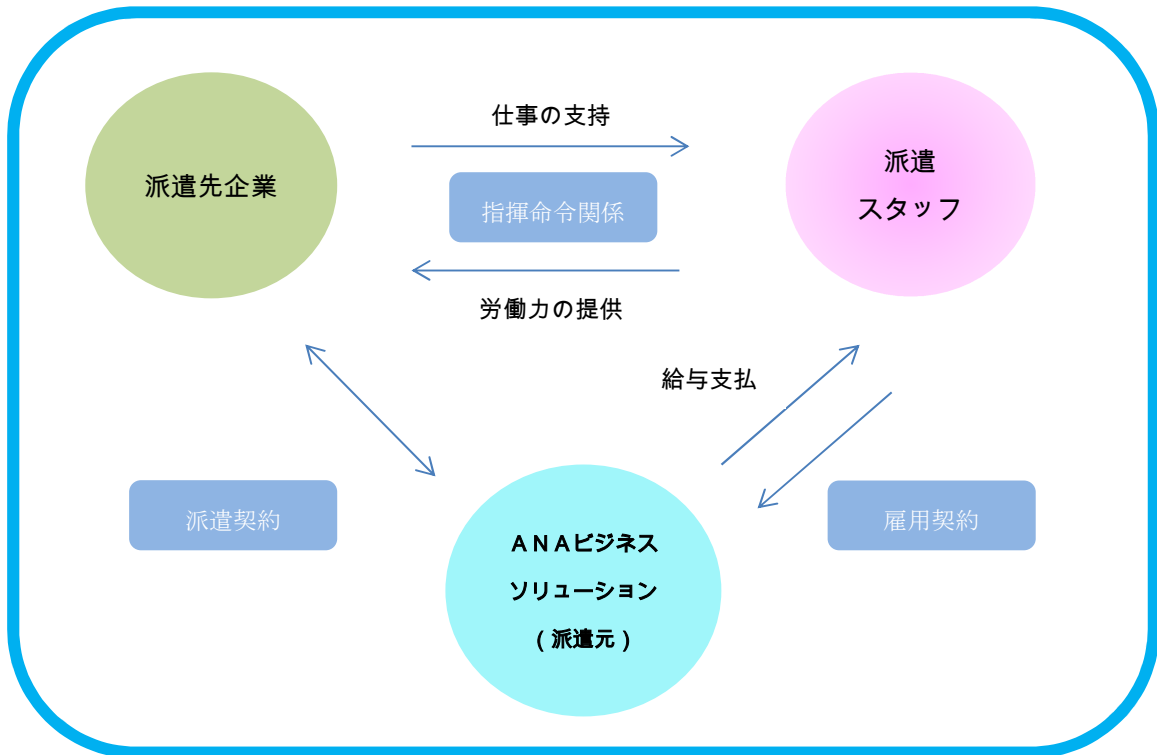 仕事の支持
派遣先企業
派遣
スタッフ
指揮命令関係
労働力の提供
給与支払
派遣契約
雇用契約
ＡＮＡビジネス
ソリューション
（派遣元）